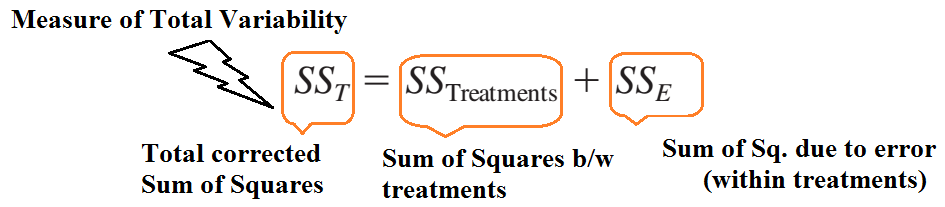 Measure of Total Variability
SS_T = SS_Treatments + SS_E
Total corrected
Sum of Squares
Sum of Squares b/w
treatments
Sum of Sq. due to error
(within treatments)